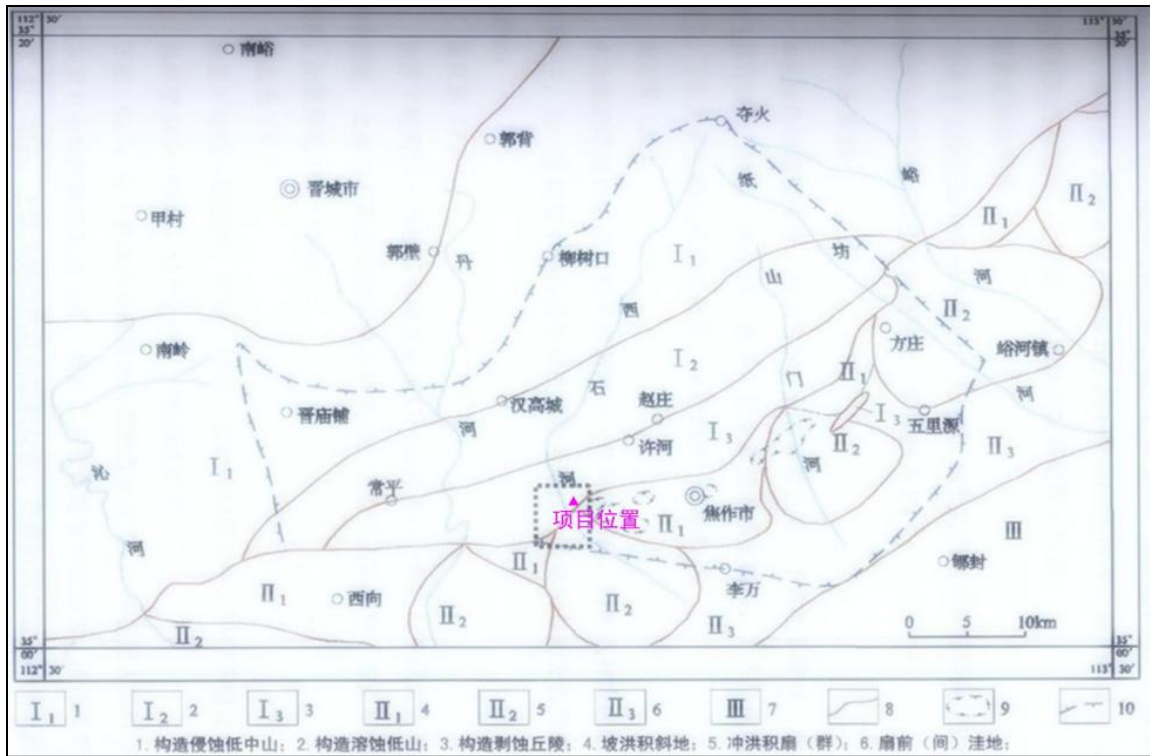 112° 30′ 113° 30′
35° 20′ 35° 20′
南峪
夺火
郭背
峪
纸
晋城市
Ⅱ₂
甲村
Ⅱ₁
郭壁 丹 柳树口 Ⅰ₁ 坊
山 河
西 Ⅱ₂
南岭 方庄 峪河镇
Ⅰ₂ Ⅱ₁
石 门 河
汉高城 赵庄
晋庙铺 Ⅰ₃ 五里源
河 Ⅰ₃
许河 Ⅱ₂ Ⅱ₃
沁 Ⅰ₁ 河
常平 河
焦作市
项目位置 Ⅱ₁ Ⅲ
河
Ⅱ₁ 李万
Ⅱ₁ 西向 Ⅱ₂
Ⅱ₂ Ⅱ₃ 0 5 10km
Ⅱ₂
35° 00′ 35° 00′
112° 30′ 113° 30′
Ⅰ₁ 1 Ⅰ₂ 2 Ⅰ₃ 3 Ⅱ₁ 4 Ⅱ₂ 5 Ⅱ₃ 6 Ⅲ 7 8 9 10
1. 构造侵蚀低中山; 2. 构造溶蚀低山; 3. 构造剥蚀丘陵; 4. 坡洪积斜地; 5. 冲洪积扇(群); 6. 扇前(间)洼地;